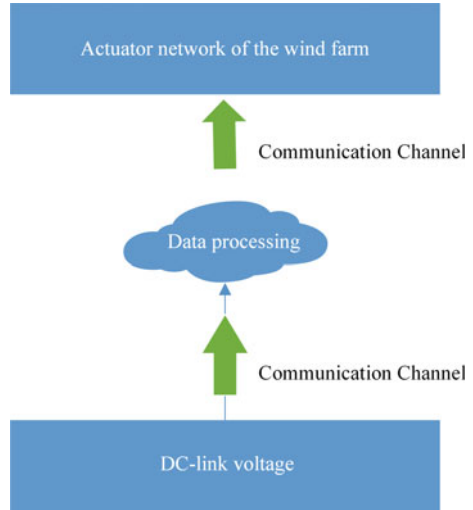 Actuator network of the wind farm
Communication Channel
Data processing
Communication Channel
DC-link voltage